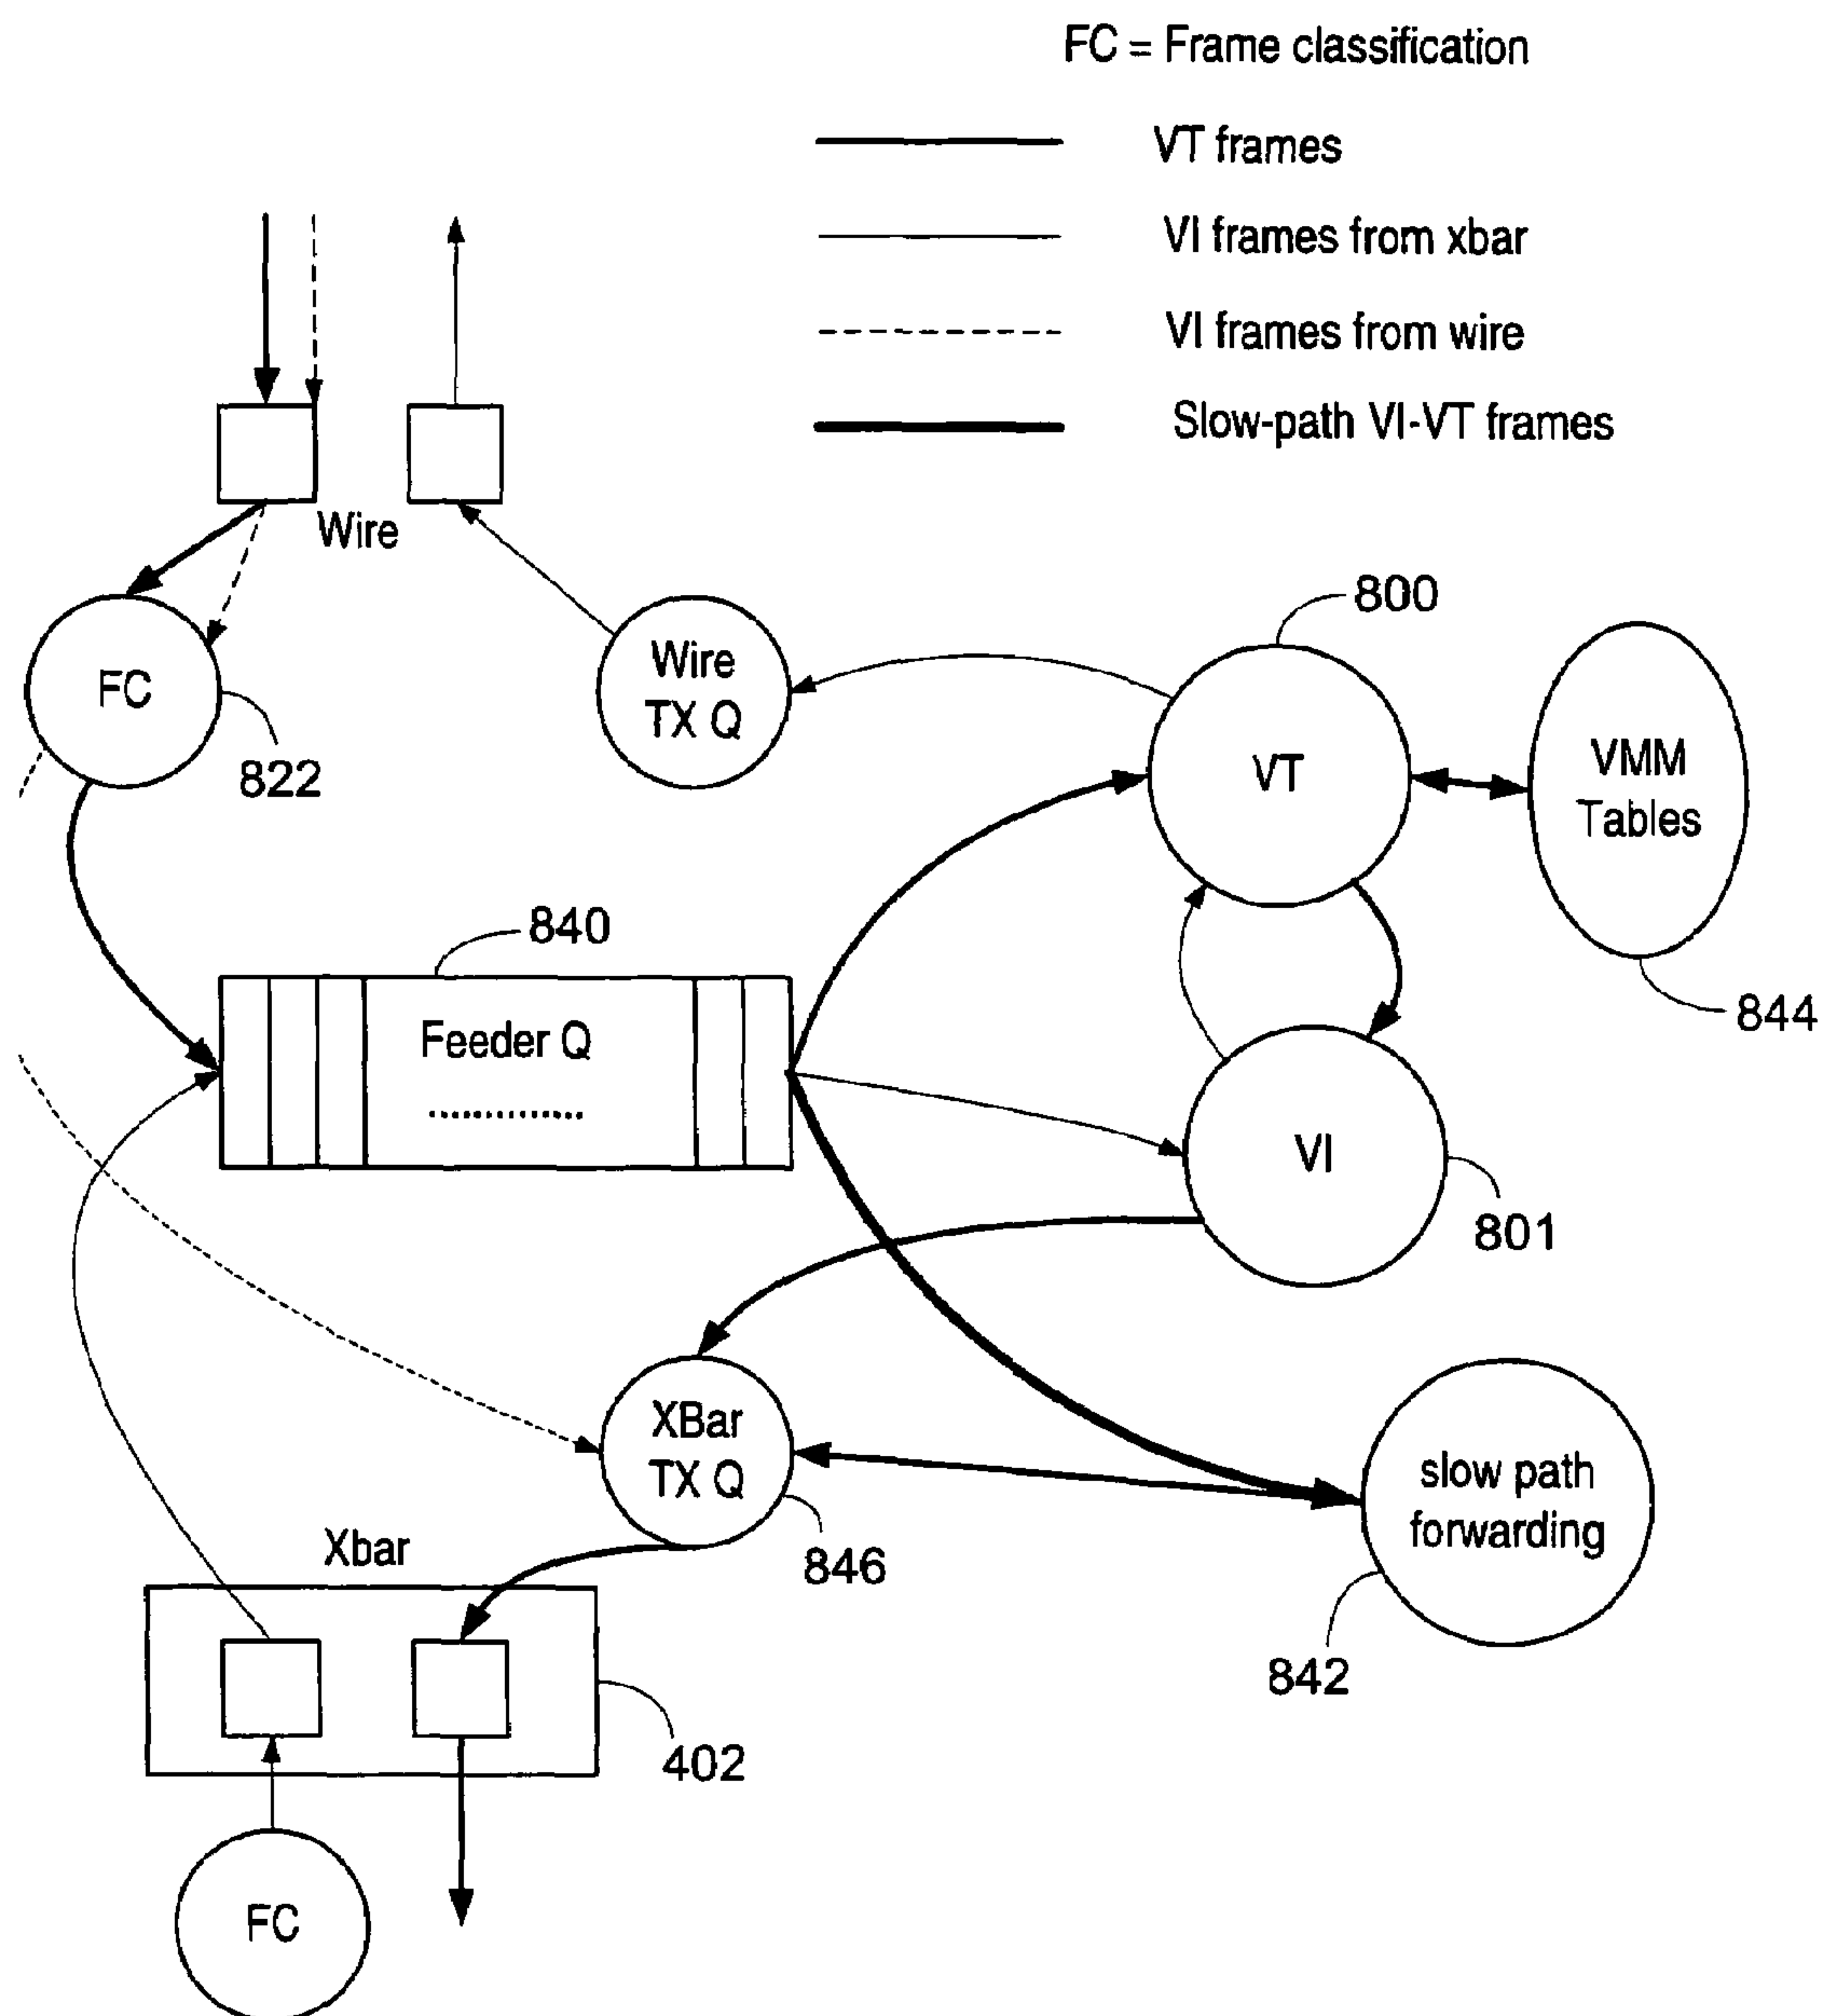 FC = Frame classification
VT frames
VI frames from xbar
VI frames from wire
Slow-path VI-VT frames
Wire
800
FC
Wire
TX Q
822
VT
VMM
Tables
840
844
Feeder Q
VI
801
XBar
TX Q
slow path
forwarding
Xbar
846
842
402
FC